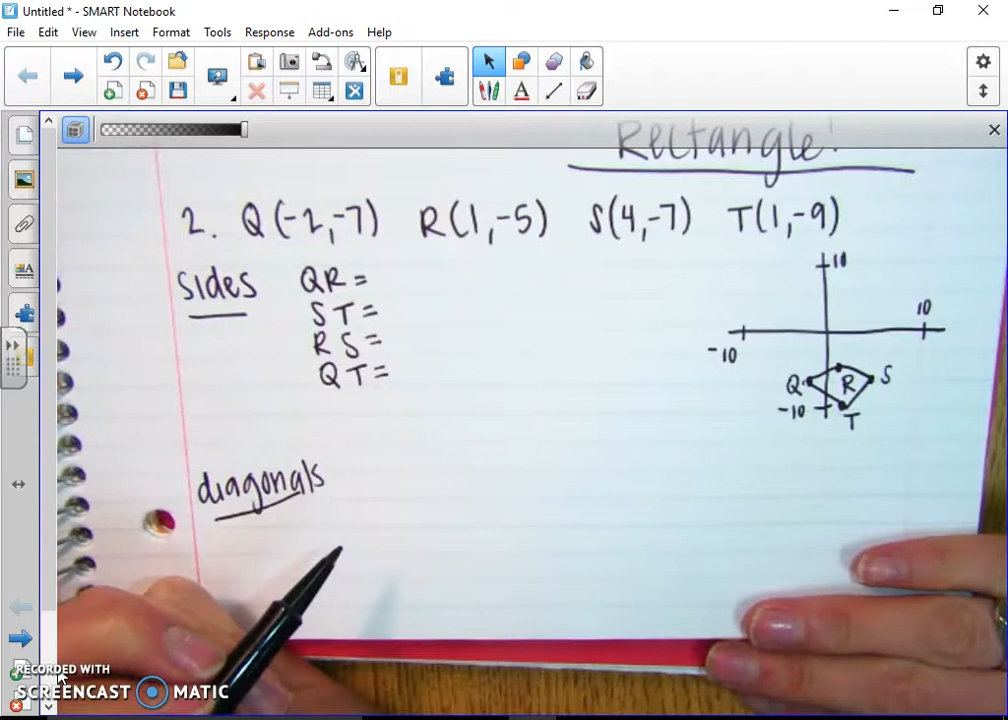 Untitled * - SMART Notebook
File Edit View Insert Format Tools Response Add-ons Help
Rectangle!
2. Q(-2,-7) R(1,-5) S(4,-7) T(1,-9)
sides QR =
ST =
RS =
QT =
10
10
-10
Q R S
-10 T
diagonals
RECORDED WITH
SCREENCAST MATIC